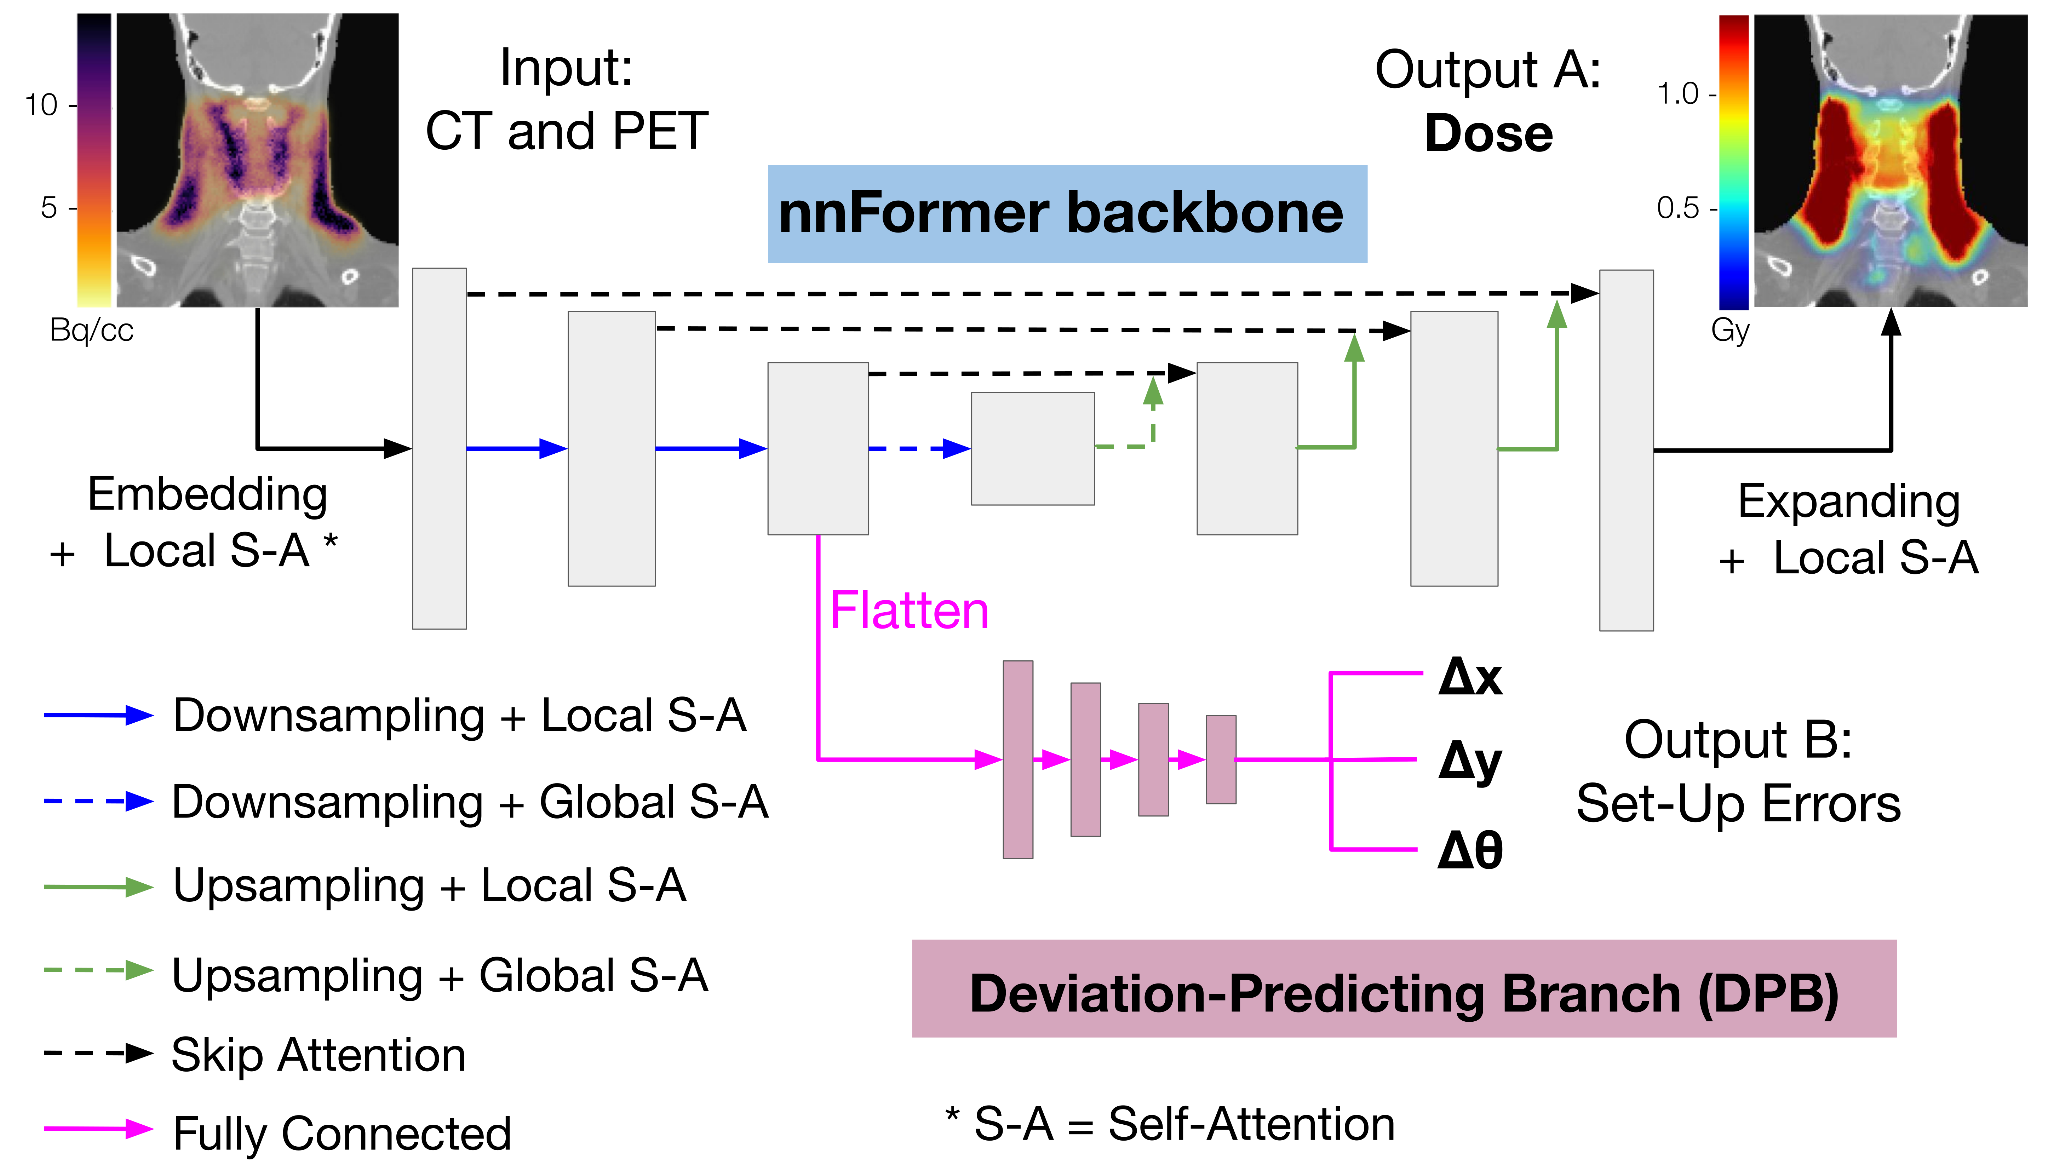 Input:
CT and PET
10 -
5 -
Bq/cc
Output A:
Dose
1.0 -
0.5 -
Gy
nnFormer backbone
Embedding
+ Local S-A *
Expanding
+ Local S-A
Flatten
Δx
Δy
Δθ
Output B:
Set-Up Errors
Downsampling + Local S-A
Downsampling + Global S-A
Upsampling + Local S-A
Upsampling + Global S-A
Skip Attention
Fully Connected
Deviation-Predicting Branch (DPB)
* S-A = Self-Attention